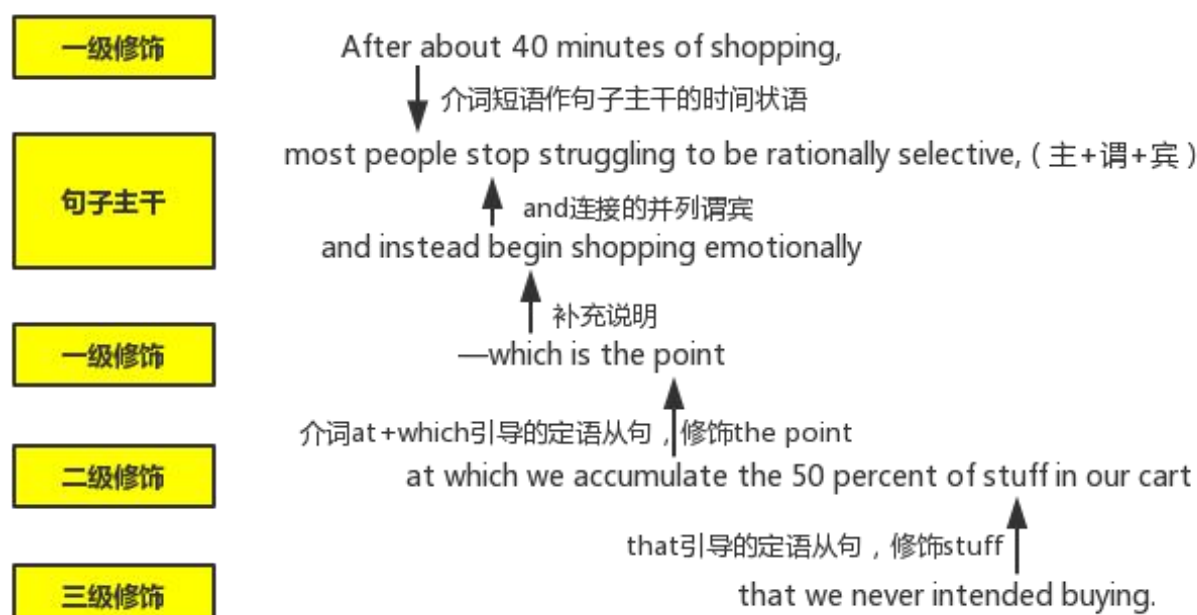 一级修饰
After about 40 minutes of shopping,
介词短语作句子主干的时间状语
most people stop struggling to be rationally selective,（主+谓+宾）
句子主干
and连接的并列谓宾
and instead begin shopping emotionally
补充说明
一级修饰
—which is the point
介词at+which引导的定语从句，修饰the point
二级修饰
at which we accumulate the 50 percent of stuff in our cart
that引导的定语从句，修饰stuff
三级修饰
that we never intended buying.